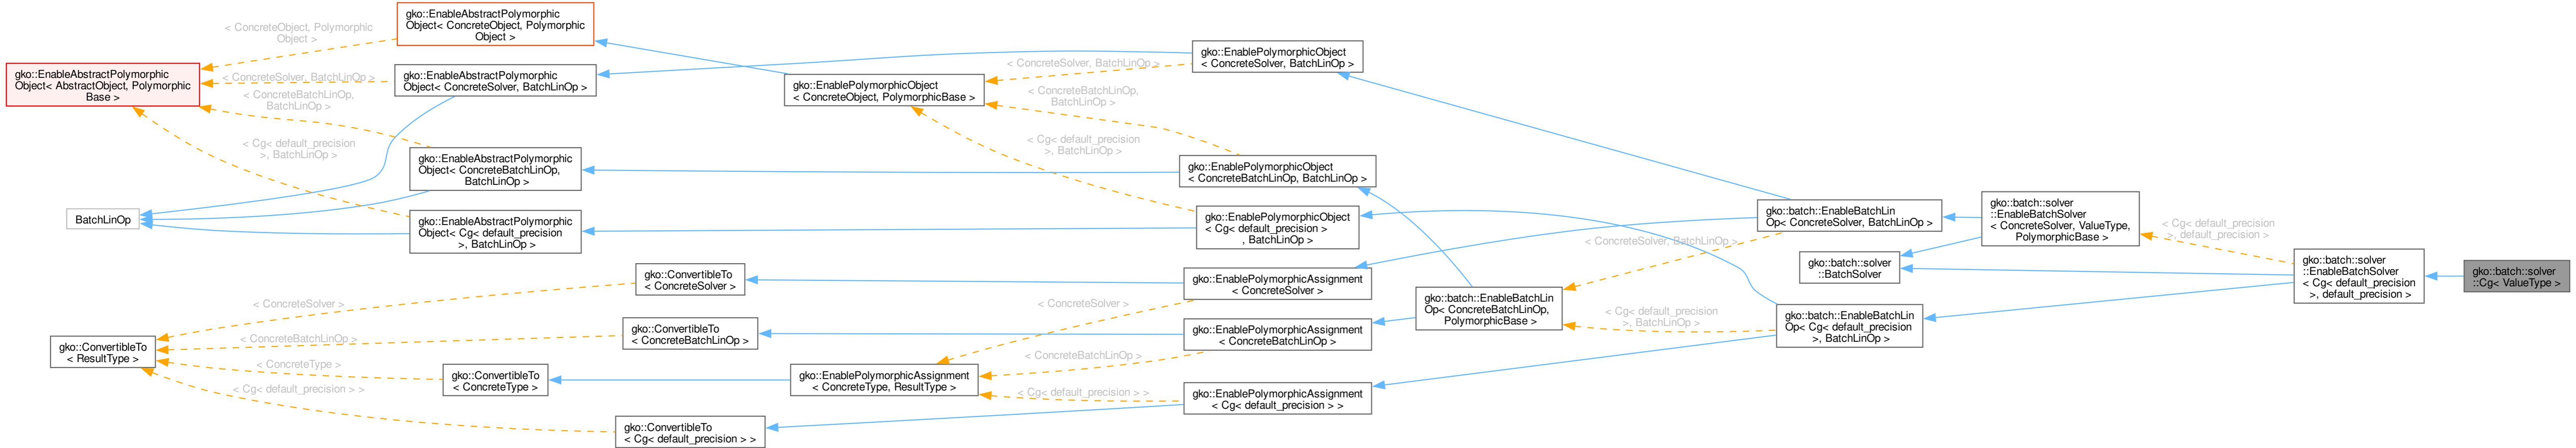 gko::EnableAbstractPolymorphic
Object< AbstractObject, Polymorphic
Base >
BatchLinOp
gko::ConvertibleTo
< ResultType >
< ConcreteObject, Polymorphic
Object >
< ConcreteSolver, BatchLinOp >
< ConcreteBatchLinOp,
BatchLinOp >
< Cg< default_precision
>, BatchLinOp >
< ConcreteSolver >
< ConcreteBatchLinOp >
< ConcreteType >
< Cg< default_precision > >
gko::EnableAbstractPolymorphic
Object< ConcreteObject, Polymorphic
Object >
gko::EnableAbstractPolymorphic
Object< ConcreteSolver, BatchLinOp >
gko::EnableAbstractPolymorphic
Object< ConcreteBatchLinOp,
BatchLinOp >
gko::EnableAbstractPolymorphic
Object< Cg< default_precision
>, BatchLinOp >
gko::ConvertibleTo
< ConcreteSolver >
gko::ConvertibleTo
< ConcreteBatchLinOp >
gko::ConvertibleTo
< ConcreteType >
gko::ConvertibleTo
< Cg< default_precision > >
gko::EnablePolymorphicObject
< ConcreteObject, PolymorphicBase >
gko::EnablePolymorphicAssignment
< ConcreteType, ResultType >
< ConcreteSolver, BatchLinOp >
< ConcreteBatchLinOp,
BatchLinOp >
< Cg< default_precision
>, BatchLinOp >
< ConcreteSolver >
< ConcreteBatchLinOp >
< Cg< default_precision > >
gko::EnablePolymorphicObject
< ConcreteSolver, BatchLinOp >
gko::EnablePolymorphicObject
< ConcreteBatchLinOp, BatchLinOp >
gko::EnablePolymorphicObject
< Cg< default_precision >
, BatchLinOp >
gko::EnablePolymorphicAssignment
< ConcreteSolver >
gko::EnablePolymorphicAssignment
< ConcreteBatchLinOp >
gko::EnablePolymorphicAssignment
< Cg< default_precision > >
gko::batch::EnableBatchLin
Op< ConcreteBatchLinOp,
PolymorphicBase >
< ConcreteSolver, BatchLinOp >
< Cg< default_precision
>, BatchLinOp >
gko::batch::EnableBatchLin
Op< ConcreteSolver, BatchLinOp >
gko::batch::solver
::BatchSolver
gko::batch::EnableBatchLin
Op< Cg< default_precision
>, BatchLinOp >
gko::batch::solver
::EnableBatchSolver
< ConcreteSolver, ValueType,
PolymorphicBase >
< Cg< default_precision
>, default_precision >
gko::batch::solver
::EnableBatchSolver
< Cg< default_precision
>, default_precision >
gko::batch::solver
::Cg< ValueType >